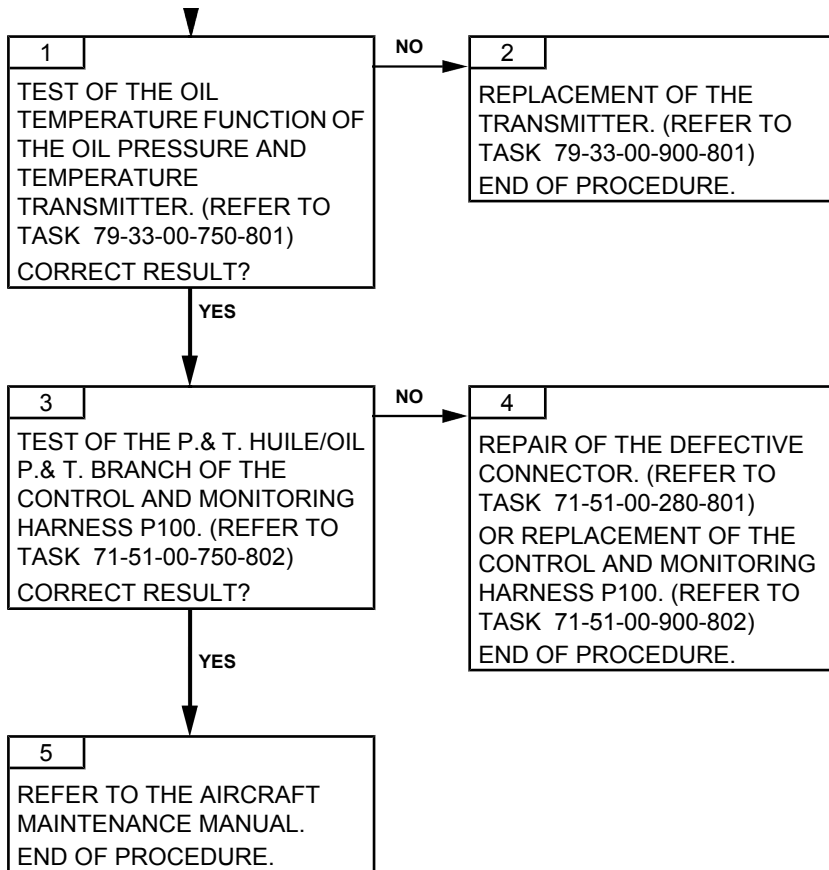 1
TEST OF THE OIL
TEMPERATURE FUNCTION OF
THE OIL PRESSURE AND
TEMPERATURE
TRANSMITTER. (REFER TO
TASK 79-33-00-750-801)
CORRECT RESULT?
NO
2
REPLACEMENT OF THE
TRANSMITTER. (REFER TO
TASK 79-33-00-900-801)
END OF PROCEDURE.
YES
3
TEST OF THE P.& T. HUILE/OIL
P.& T. BRANCH OF THE
CONTROL AND MONITORING
HARNESS P100. (REFER TO
TASK 71-51-00-750-802)
CORRECT RESULT?
NO
4
REPAIR OF THE DEFECTIVE
CONNECTOR. (REFER TO
TASK 71-51-00-280-801)
OR REPLACEMENT OF THE
CONTROL AND MONITORING
HARNESS P100. (REFER TO
TASK 71-51-00-900-802)
END OF PROCEDURE.
YES
5
REFER TO THE AIRCRAFT
MAINTENANCE MANUAL.
END OF PROCEDURE.